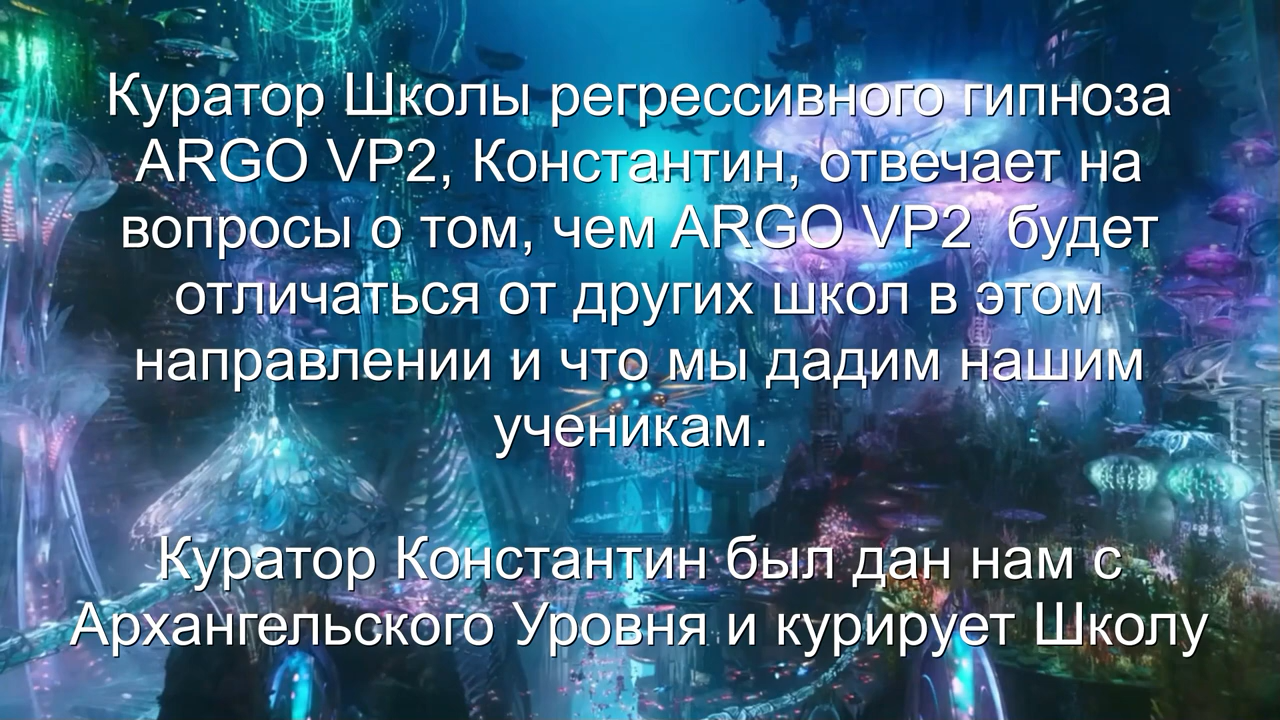 Куратор Школы регрессивного гипноза
ARGO VP2, Константин, отвечает на
вопросы о том, чем ARGO VP2  будет
отличаться от других школ в этом
направлении и что мы дадим нашим
ученикам.
Куратор Константин был дан нам с
Архангельского Уровня и курирует Школу